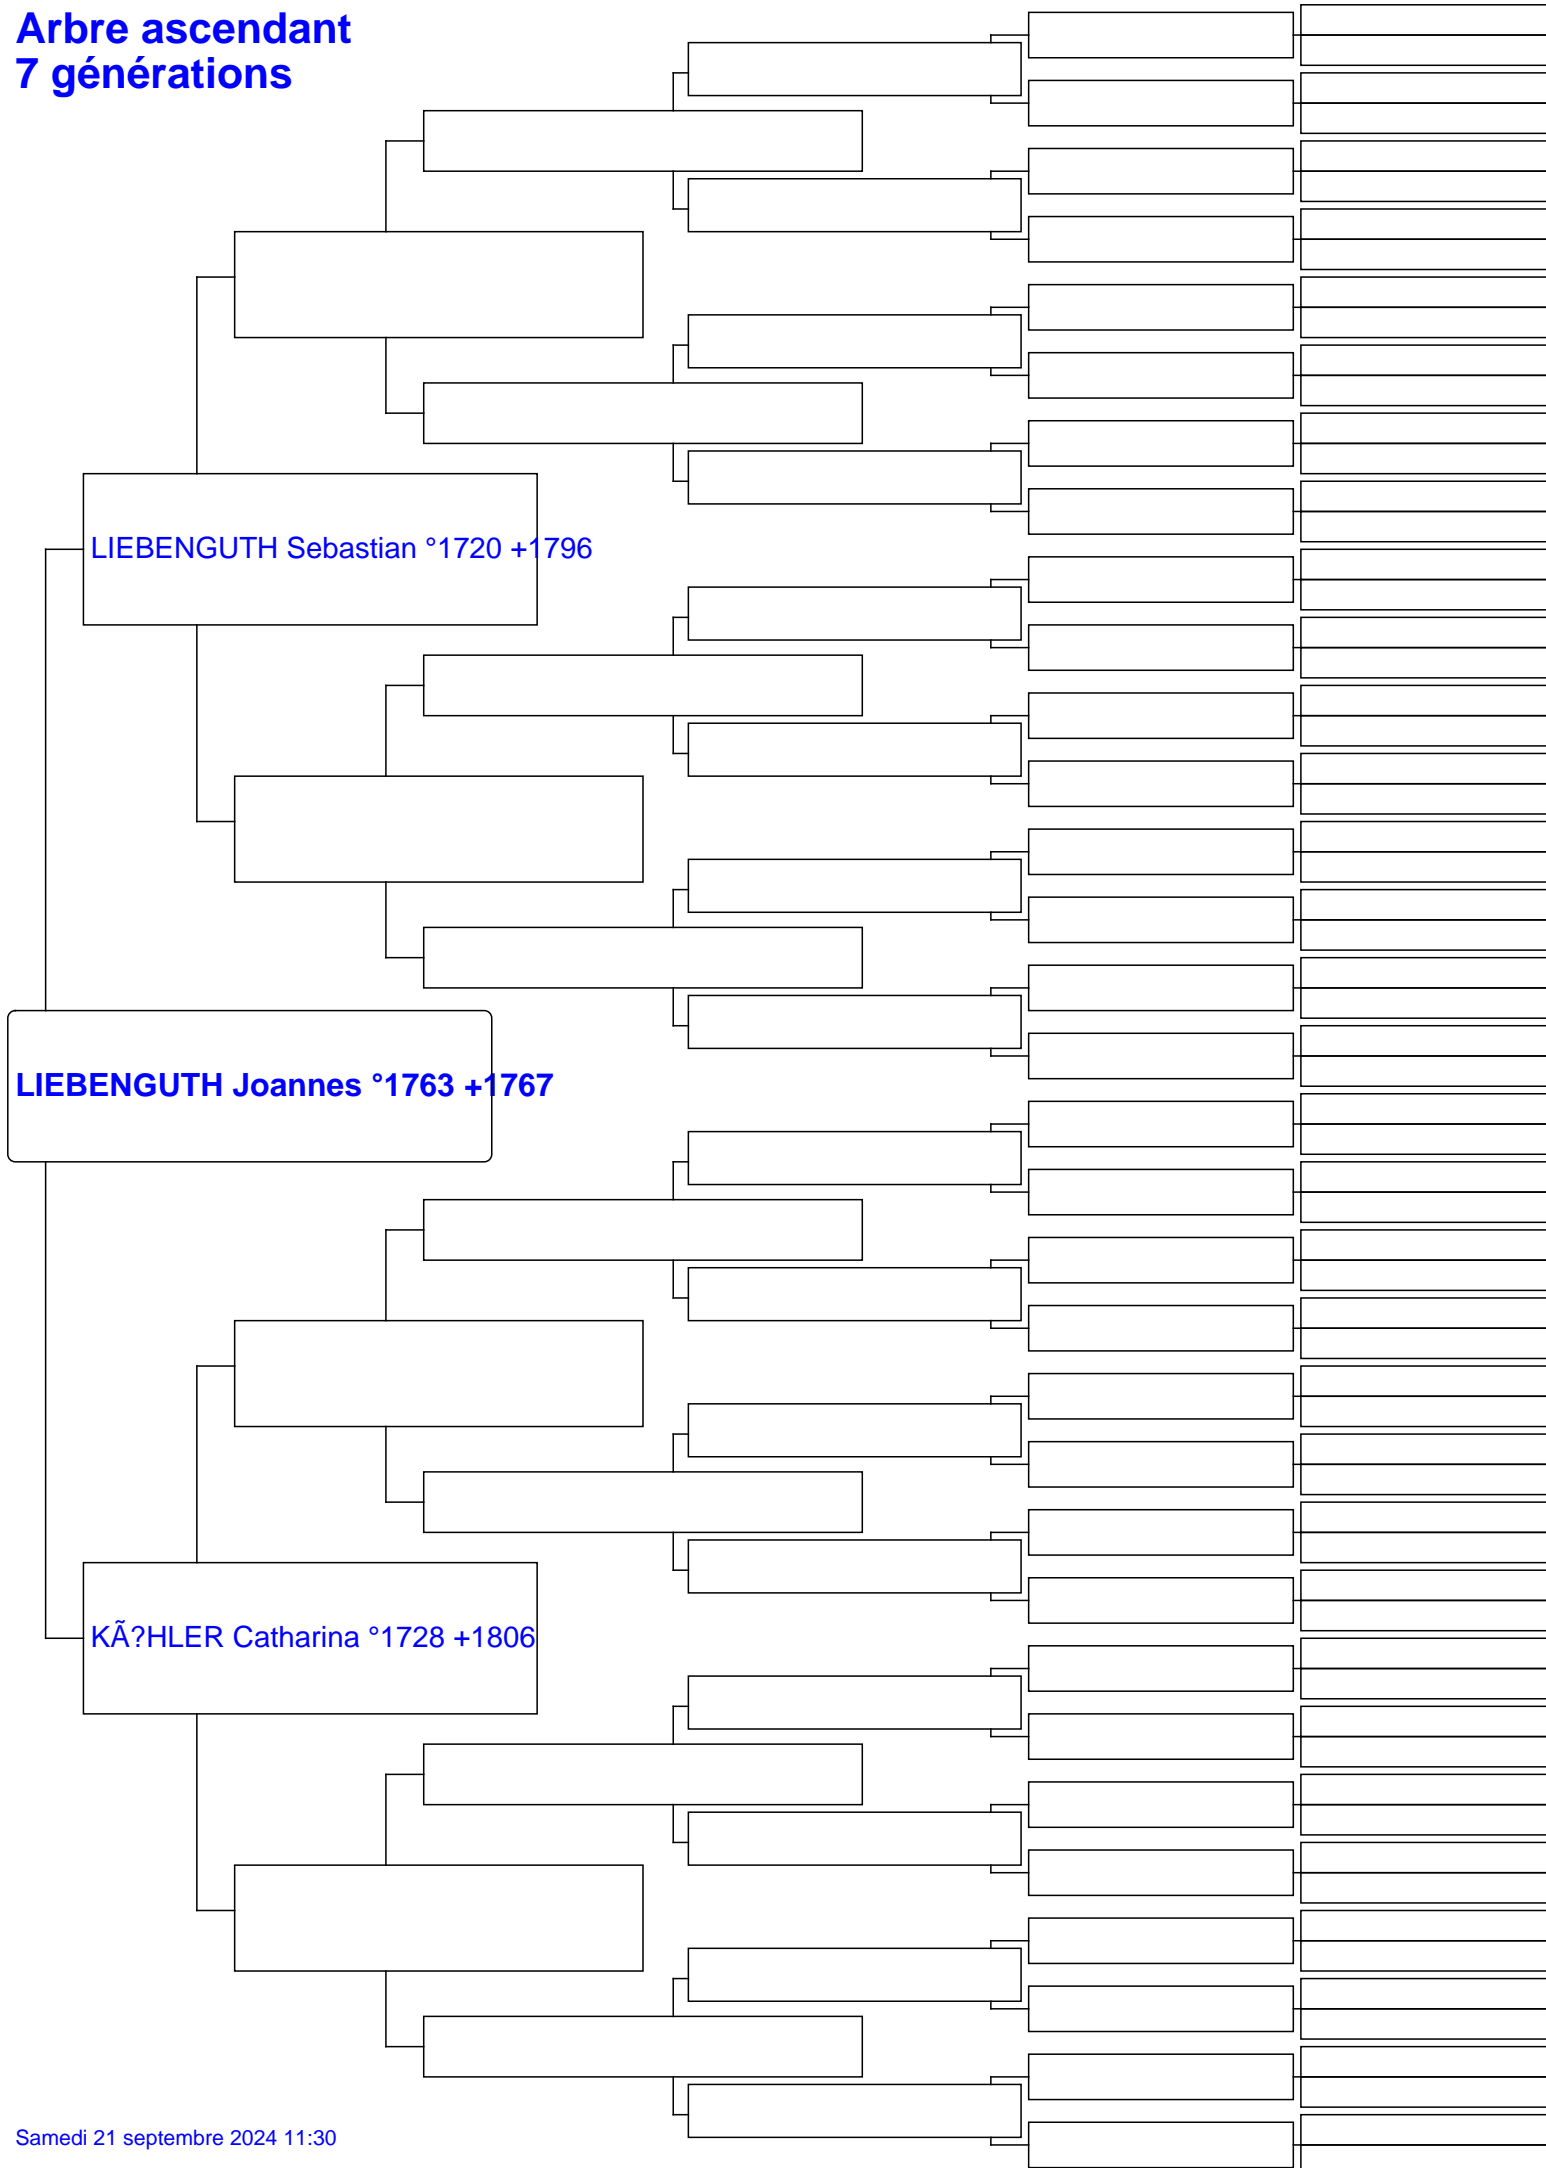 Arbre ascendant
7 générations
LIEBENGUTH Sebastian °1720 +1796
LIEBENGUTH Joannes °1763 +1767
KÃ?HLER Catharina °1728 +1806
Samedi 21 septembre 2024 11:30